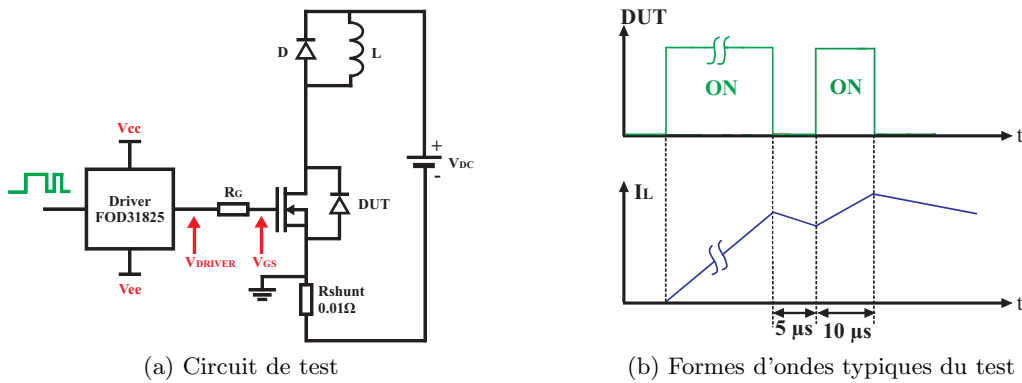 D
L
Vcc
+
VDC
-
Driver
FOD31825
RG
DUT
VDRIVER
VGS
Vee
Rshunt
0.01Ω
(a) Circuit de test
DUT
ON
ON
t
IL
t
5 µs
10 µs
(b) Formes d'ondes typiques du test